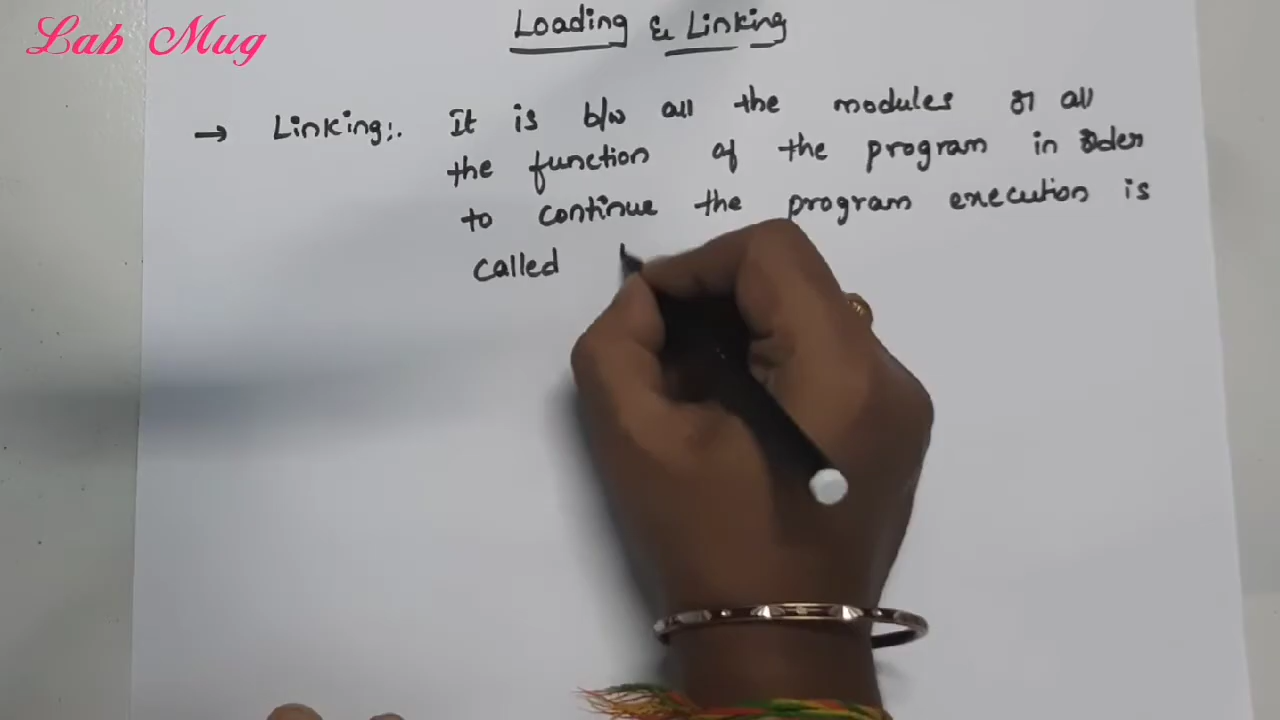 Lab Mug
Loading & Linking
→ Linking:. It is b/w all the modules or all
the function of the program in order
to continue the program execution is
called